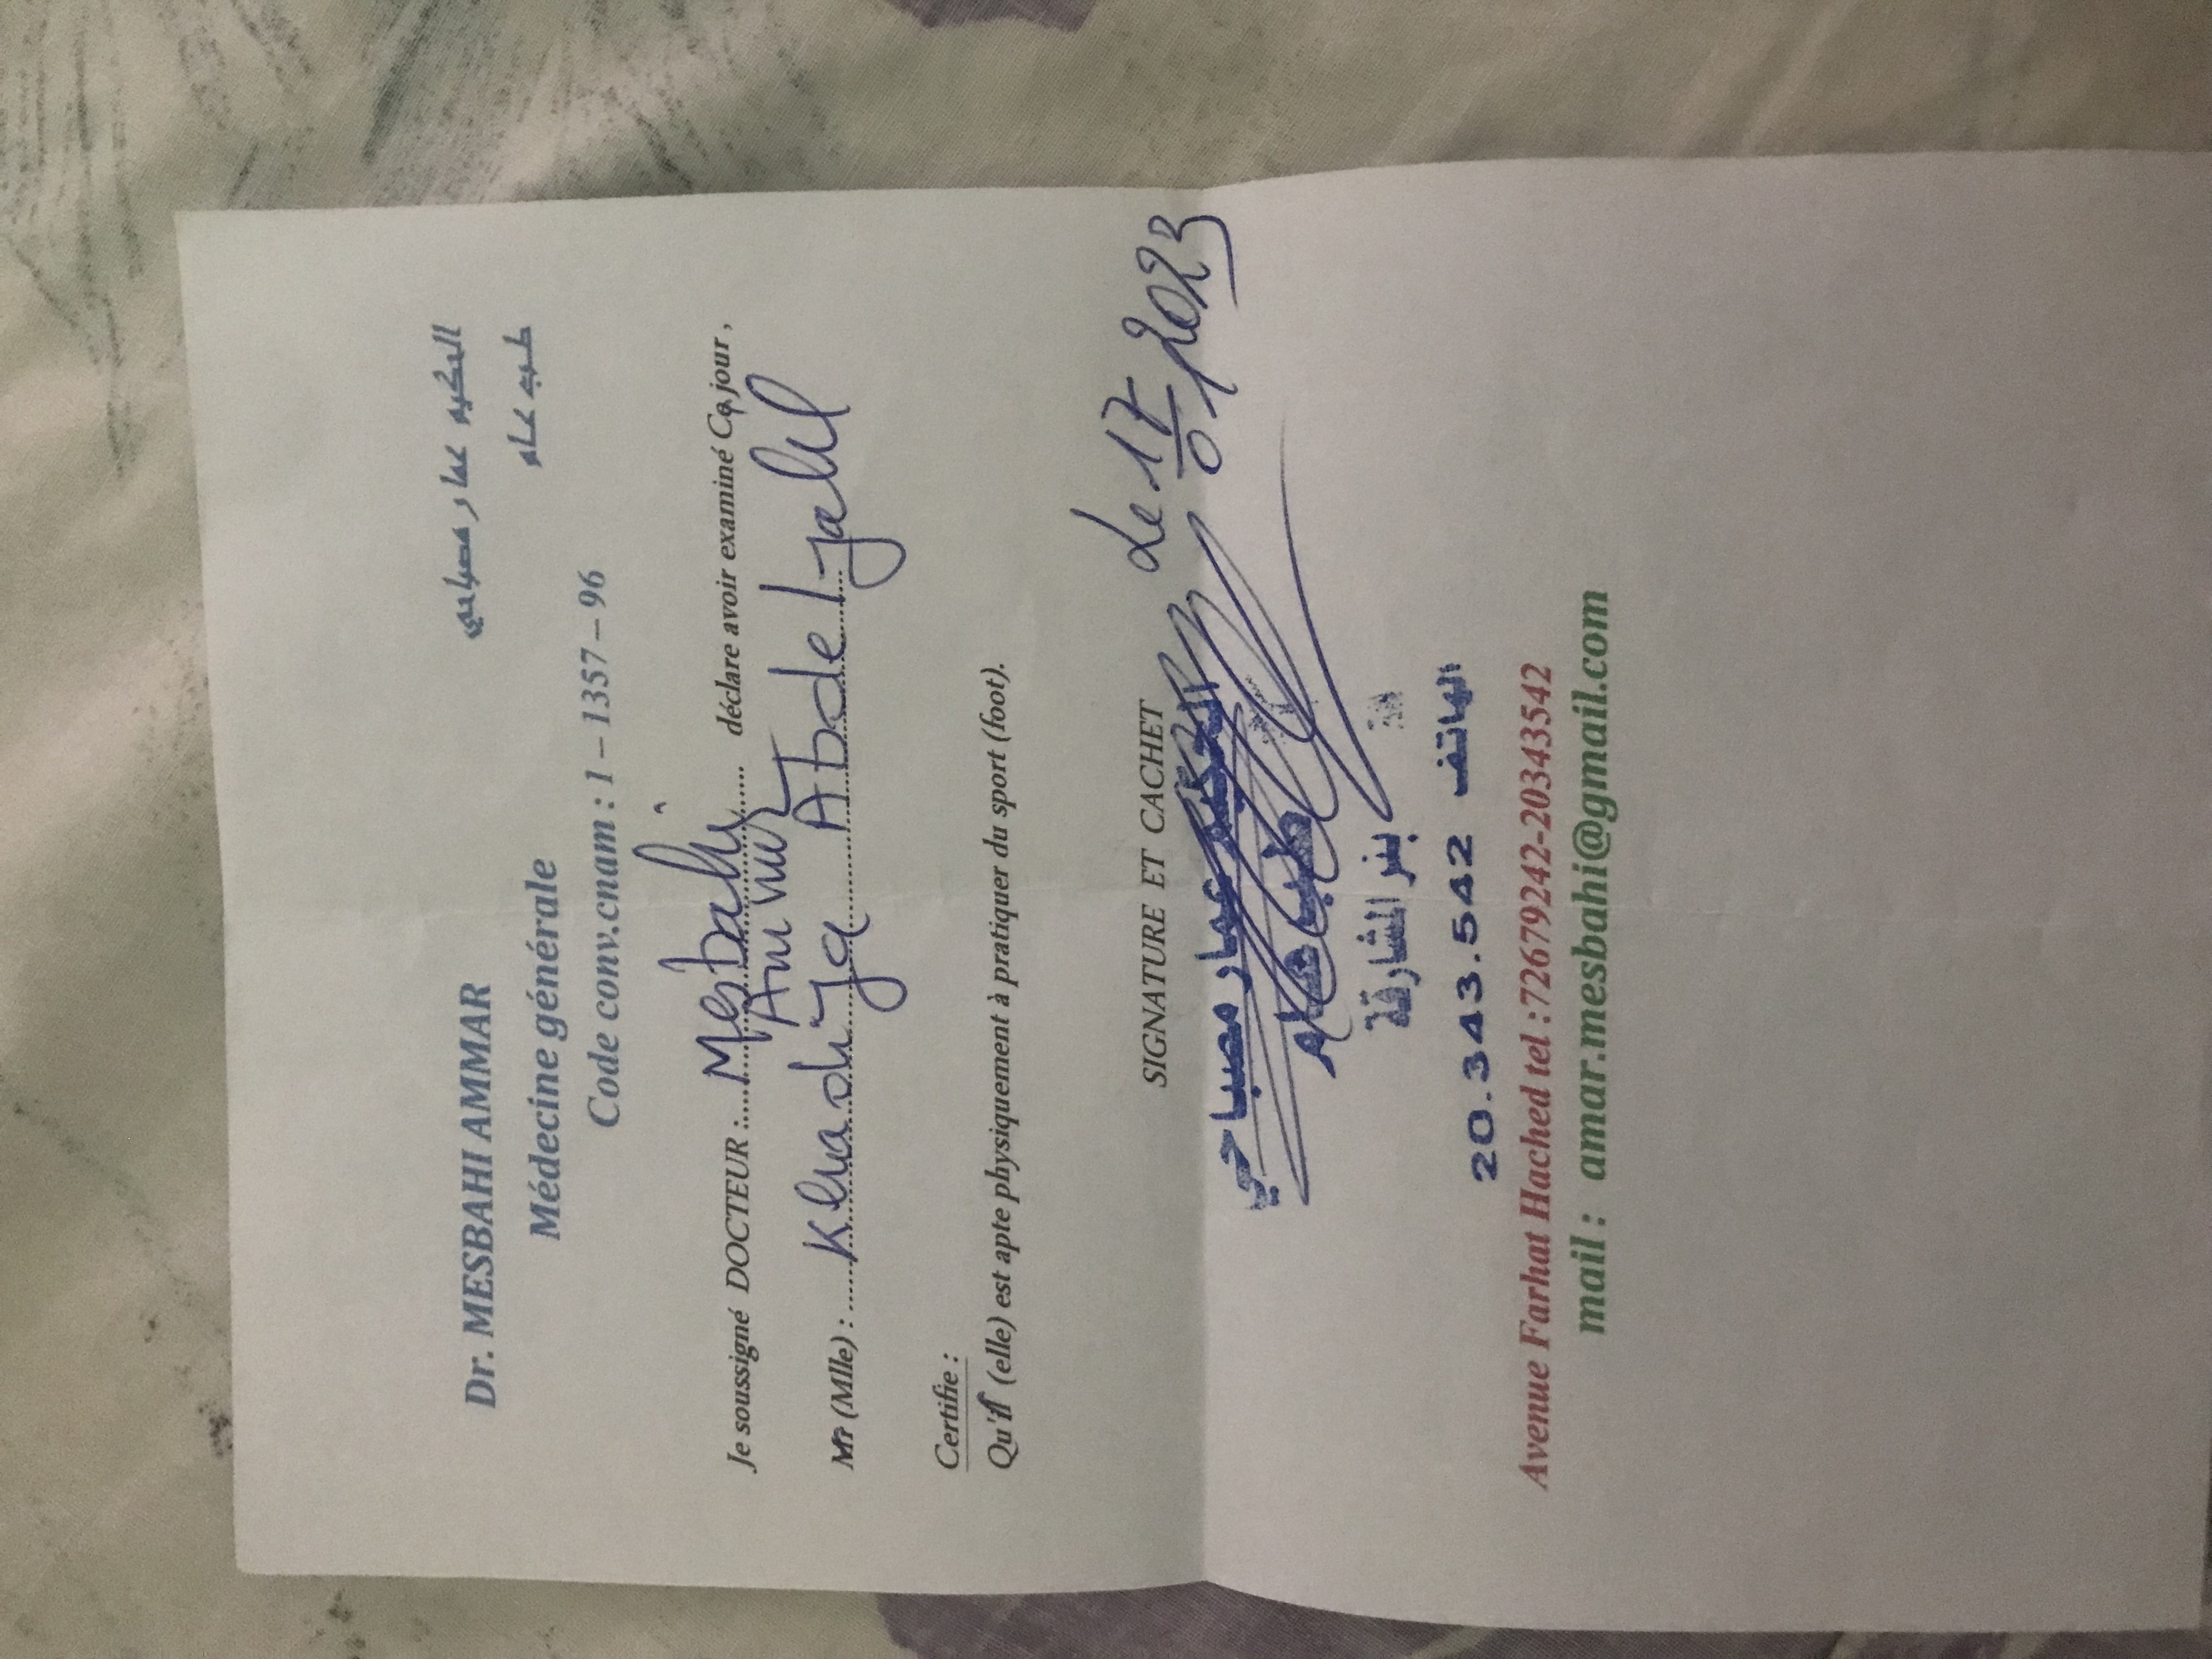 Dr. MESBAHI AMMAR
الحكيم عمار مصباحي
Médecine générale
طبيب عام
Code conv.cnam : 1 – 1357 – 96
Je soussigné DOCTEUR : Mesbahi Ammar déclare avoir examiné Ce jour,
Mr (Mlle) : Khadija Abdeljalil
Certifie :
Qu'il (elle) est apte physiquement à pratiquer du sport (foot).
SIGNATURE ET CACHET
Le 17/01/2023
الحكيم عمار مصباحي
طبيب عام
بئر المشارقة
الهاتف 20.343.542
Avenue Farhat Hached tel :72679242-20343542
mail : amar.mesbahi@gmail.com